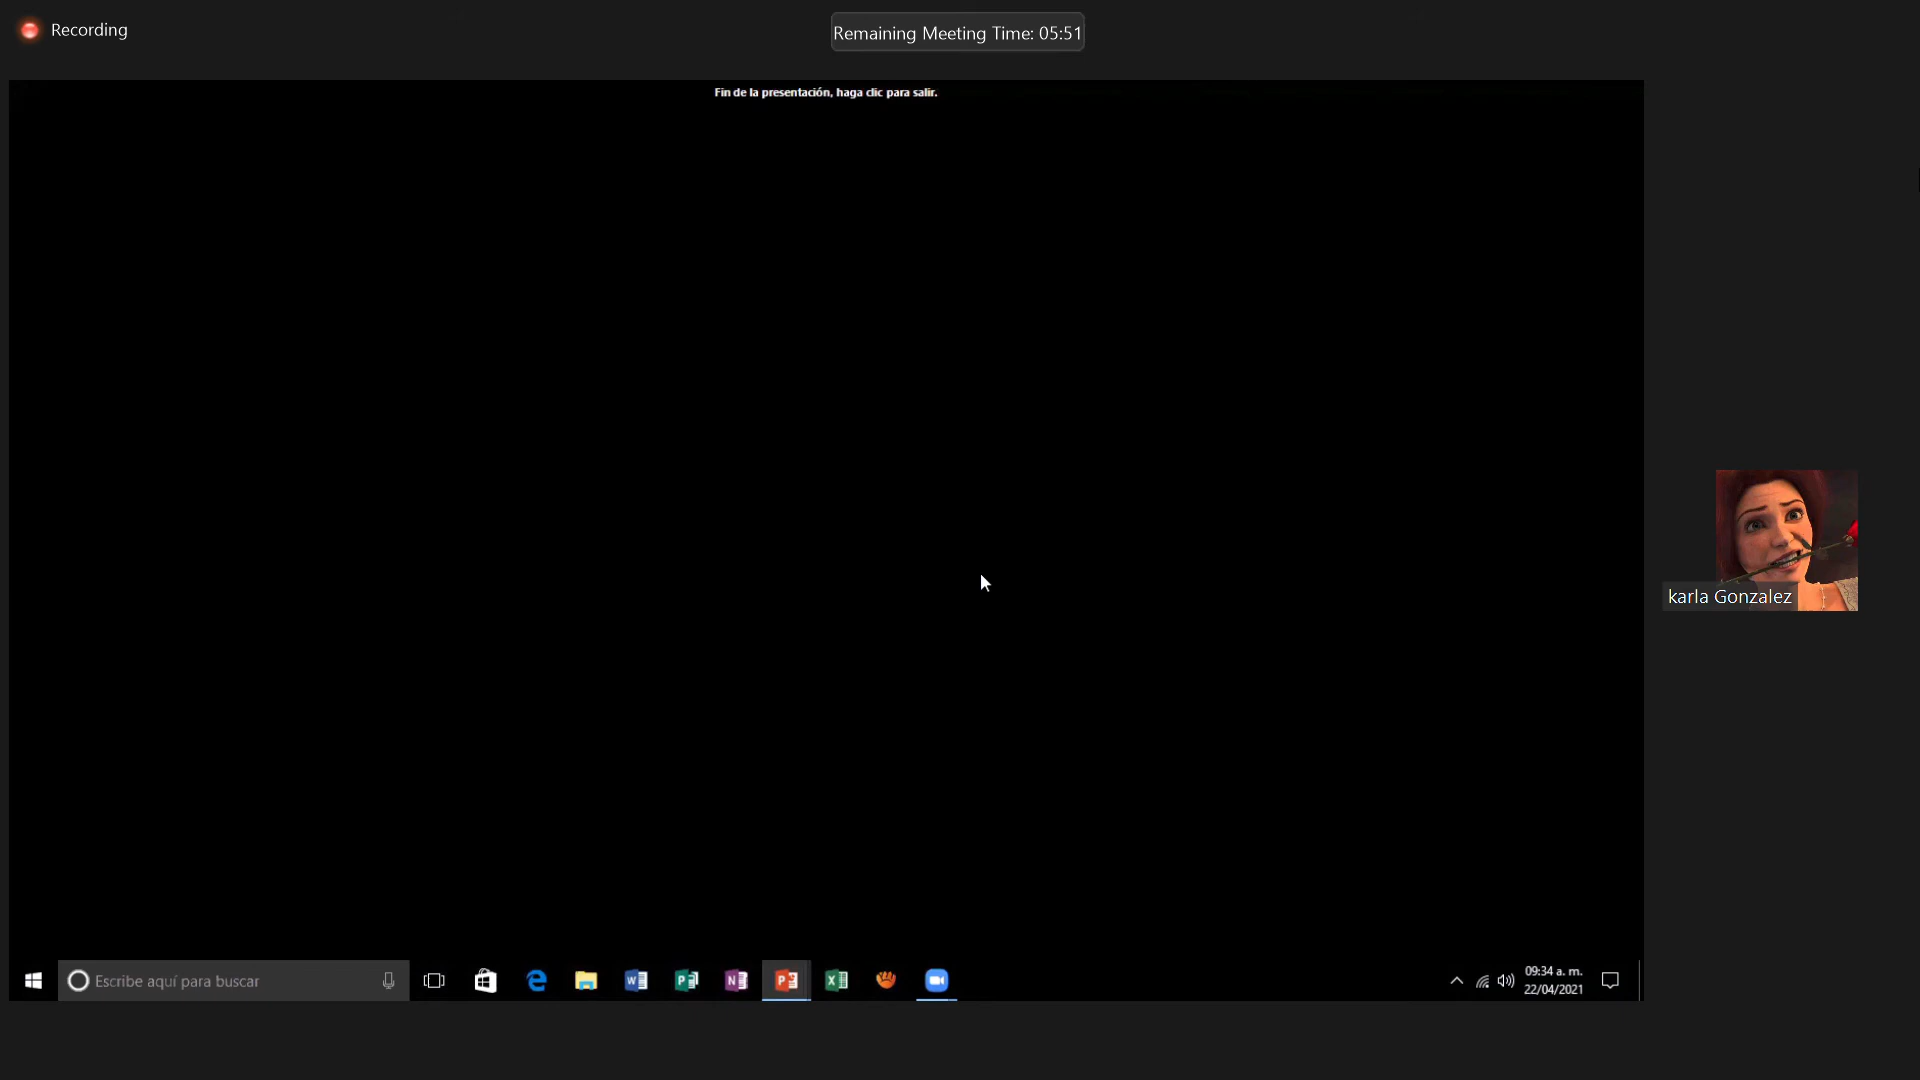 Recording
Remaining Meeting Time: 05:51
Fin de la presentación, haga clic para salir.
karla Gonzalez
Escribe aquí para buscar
09:34 a. m.
22/04/2021